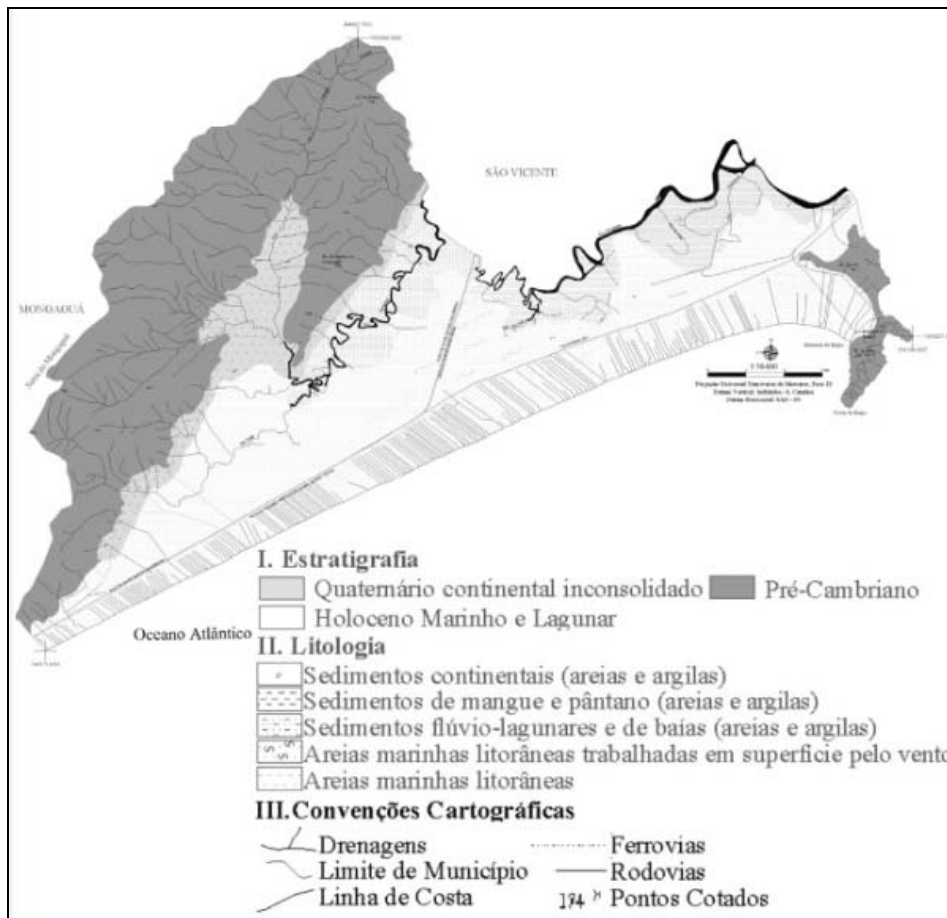 SÃO VICENTE
MONGAGUÁ
Oceano Atlântico
I. Estratigrafia
Quaternário continental inconsolidado
Pré-Cambriano
Holoceno Marinho e Lagunar
II. Litologia
Sedimentos continentais (areias e argilas)
Sedimentos de mangue e pântano (areias e argilas)
Sedimentos flúvio-lagunares e de baías (areias e argilas)
Areias marinhas litorâneas trabalhadas em superfície pelo vento
Areias marinhas litorâneas
III.Convenções Cartográficas
Drenagens
Ferrovias
Limite de Município
Rodovias
Linha de Costa
Pontos Cotados